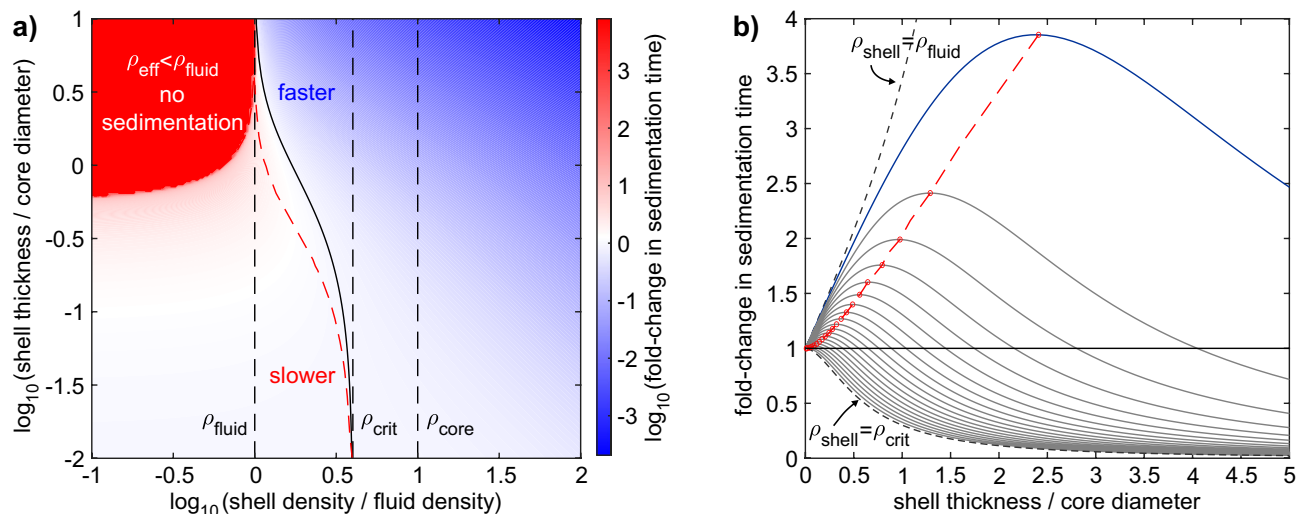 a)
ρeff<ρfluid
no
sedimentation
faster
slower
ρfluid
ρcrit
ρcore
1
0.5
0
-0.5
-1
-1.5
-2
log10(shell thickness / core diameter)
-1
-0.5
0
0.5
1
1.5
2
log10(shell density / fluid density)
3
2
1
0
-1
-2
-3
log10(fold-change in sedimentation time)
b)
ρshell=ρfluid
ρshell=ρcrit
4
3.5
3
2.5
2
1.5
1
0.5
0
fold-change in sedimentation time
0
0.5
1
1.5
2
2.5
3
3.5
4
4.5
5
shell thickness / core diameter